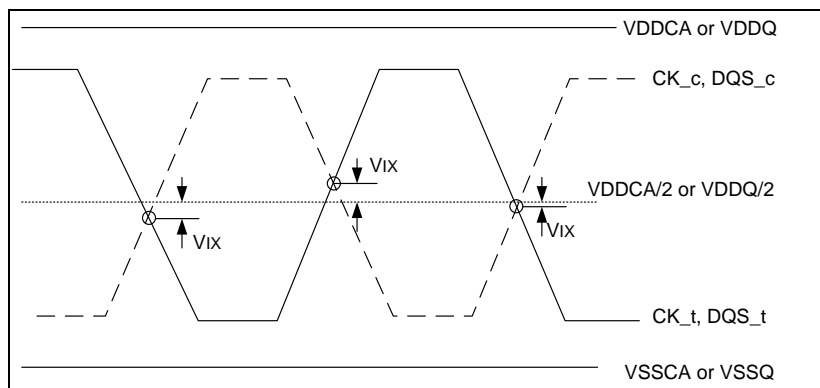 VDDCA or VDDQ
CK_c, DQS_c
VIX
VDDCA/2 or VDDQ/2
VIX
VIX
CK_t, DQS_t
VSSCA or VSSQ